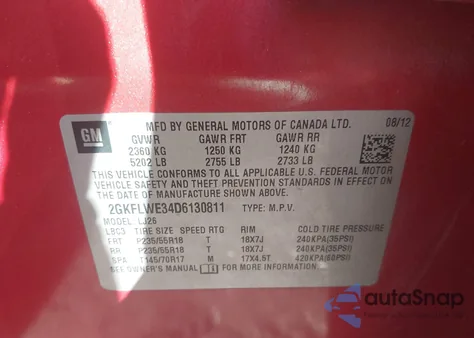 GM
MFD BY GENERAL MOTORS OF CANADA LTD. 08/12
GVWR GAWR FRT GAWR RR
2360 KG 1250 KG 1240 KG
5202 LB 2755 LB 2733 LB
THIS VEHICLE CONFORMS TO ALL APPLICABLE U.S. FEDERAL
MOTOR VEHICLE SAFETY AND THEFT PREVENTION STANDARDS IN EFFECT ON
THE DATE OF MANUFACTURE SHOWN ABOVE.
2GKFLWE34D6130811 TYPE: M.P.V.
MODEL: LJ26
L8C3 TIRE SIZE SPEED RTG RIM COLD TIRE PRESSURE
FRT P235/55R18 T 18X7J 240KPA(35PSI)
RR P235/55R18 T 18X7J 240KPA(35PSI)
SPA T145/70R17 M 17X4.5T 420KPA(60PSI)
SEE OWNER'S MANUAL FOR MORE INFORMATION.
autoSnap